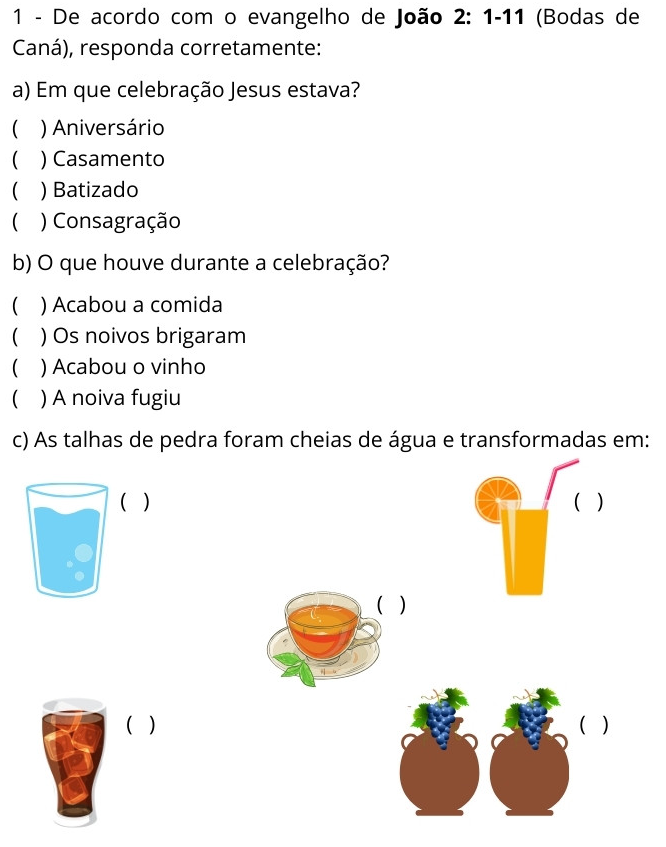 1 - De acordo com o evangelho de João 2: 1-11 (Bodas de
Caná), responda corretamente:
a) Em que celebração Jesus estava?
( ) Aniversário
( ) Casamento
( ) Batizado
( ) Consagração
b) O que houve durante a celebração?
( ) Acabou a comida
( ) Os noivos brigaram
( ) Acabou o vinho
( ) A noiva fugiu
c) As talhas de pedra foram cheias de água e transformadas em:
( )
( )
( )
( )
( )